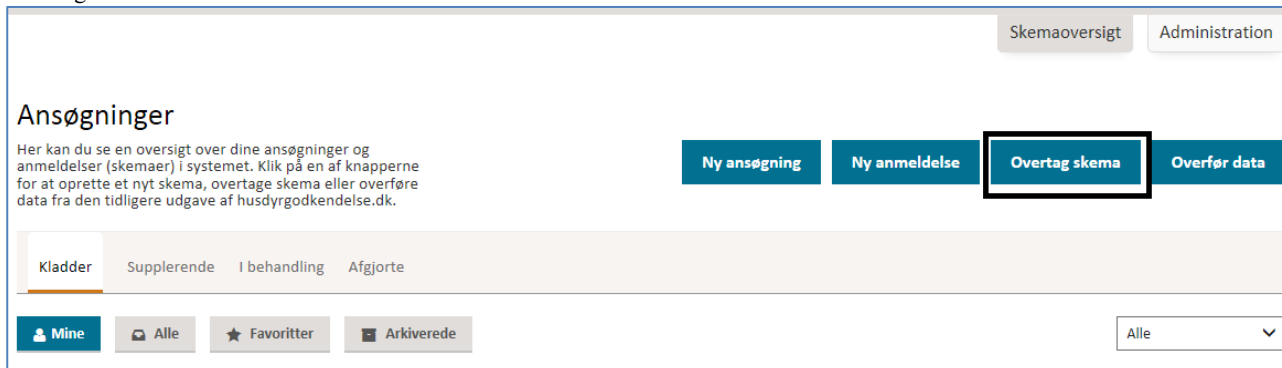 Skemaoversigt Administration
Ansøgninger
Her kan du se en oversigt over dine ansøgninger og
anmeldelser (skemaer) i systemet. Klik på en af knapperne
for at oprette et nyt skema, overtage skema eller overføre
data fra den tidligere udgave af husdyrgodkendelse.dk.
Ny ansøgning Ny anmeldelse Overtag skema Overfør data
Kladder Supplerende I behandling Afgjorte
Mine Alle Favoritter Arkiverede Alle